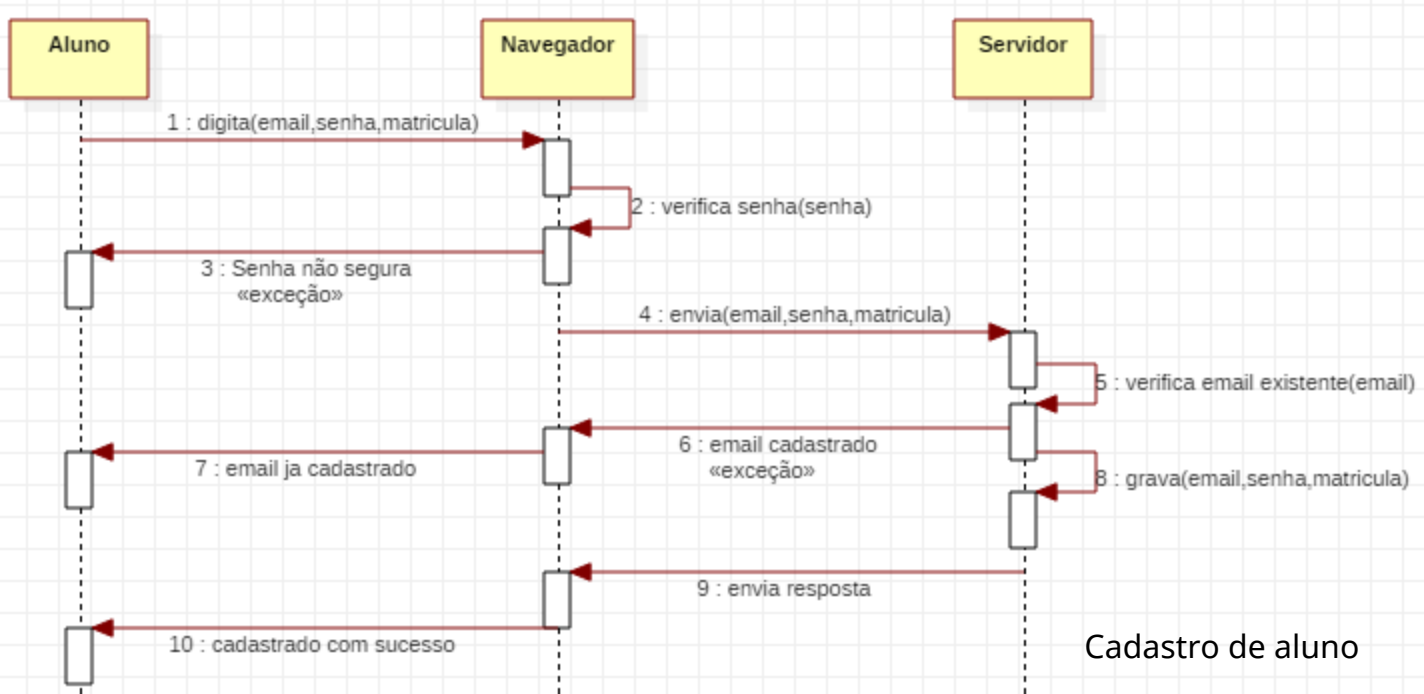 Aluno
Navegador
Servidor
1 : digita(email,senha,matricula)
2 : verifica senha(senha)
3 : Senha não segura
«exceção»
4 : envia(email,senha,matricula)
5 : verifica email existente(email)
6 : email cadastrado
«exceção»
7 : email ja cadastrado
8 : grava(email,senha,matricula)
9 : envia resposta
10 : cadastrado com sucesso
Cadastro de aluno